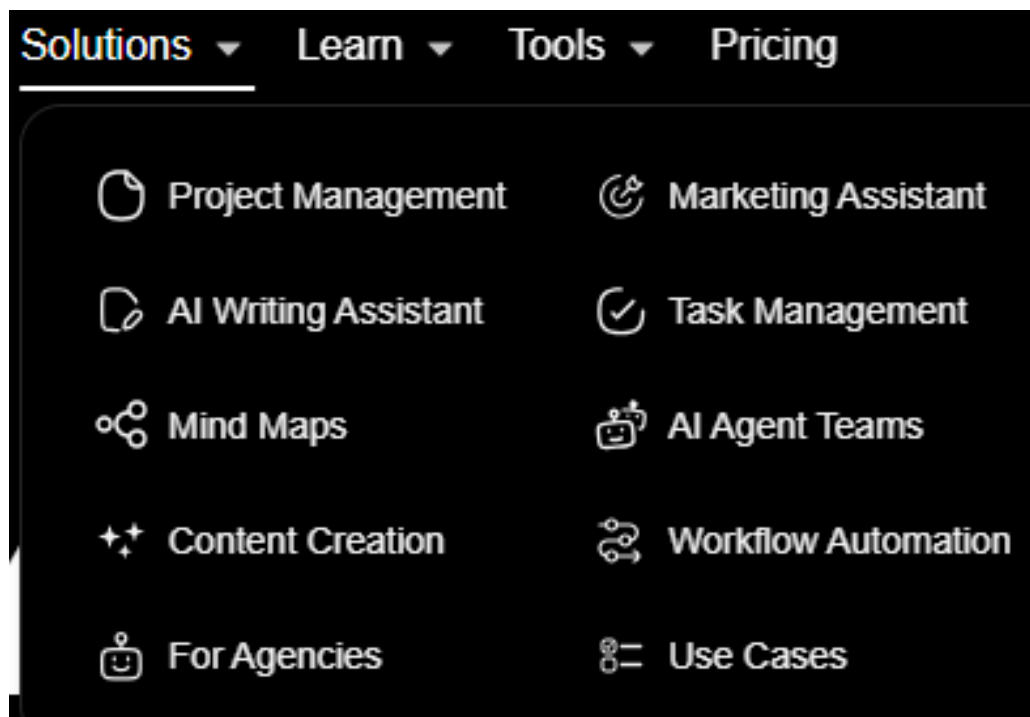 Solutions Learn Tools Pricing
Project Management Marketing Assistant
AI Writing Assistant Task Management
Mind Maps AI Agent Teams
Content Creation Workflow Automation
For Agencies Use Cases